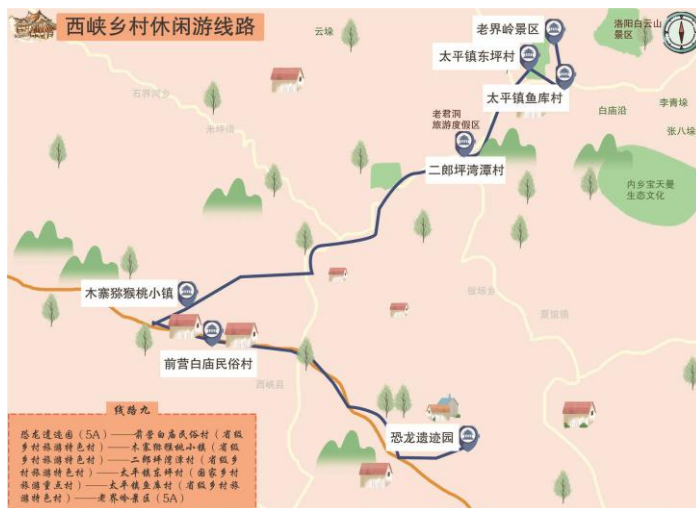 西峡乡村休闲游线路
云垛
老界岭景区
洛阳白云山
景区
太平镇东坪村
太平镇鱼库村
石界河乡
米坪镇
老君洞
旅游度假区
白庙沿
李青垛
张八垛
二郎坪湾潭村
内乡宝天曼
生态文化
木寨猕猴桃小镇
板场乡
夏馆镇
前营白庙民俗村
西峡县
恐龙遗迹园
线路九
恐龙遗迹园(5A)——前营白庙民俗村(省级
乡村旅游特色村)——木寨猕猴桃小镇(省级
乡村旅游特色村)——二郎坪湾潭村(省级乡
村旅游特色村)——太平镇东坪村(国家乡村
旅游重点村)——太平镇鱼库村(省级乡村旅
游特色村)——老界岭景区(5A)